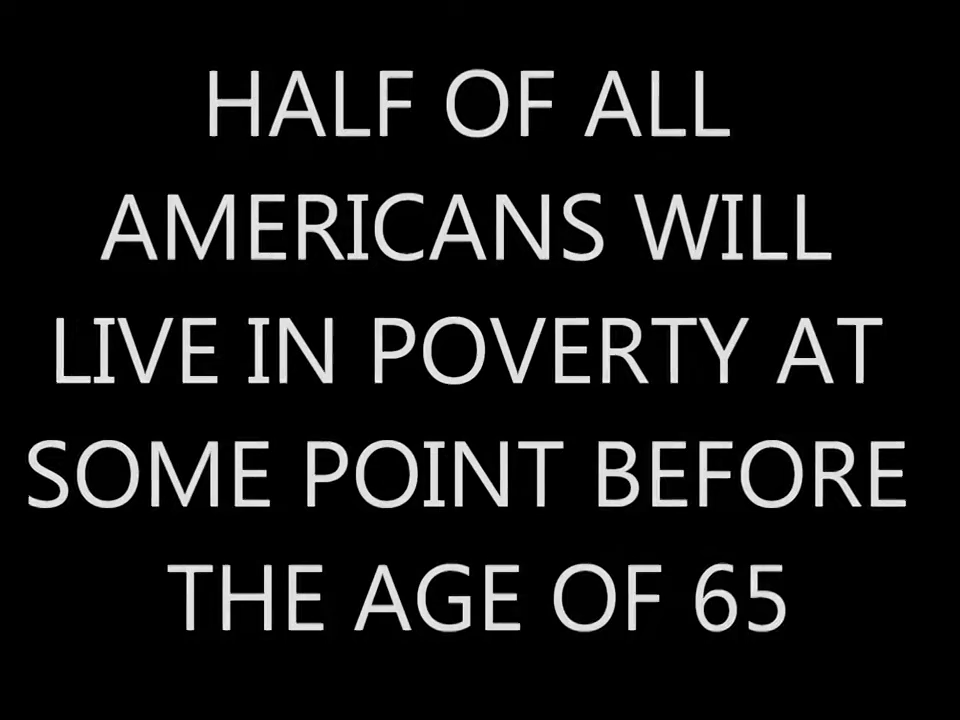 HALF OF ALL
AMERICANS WILL
LIVE IN POVERTY AT
SOME POINT BEFORE
THE AGE OF 65